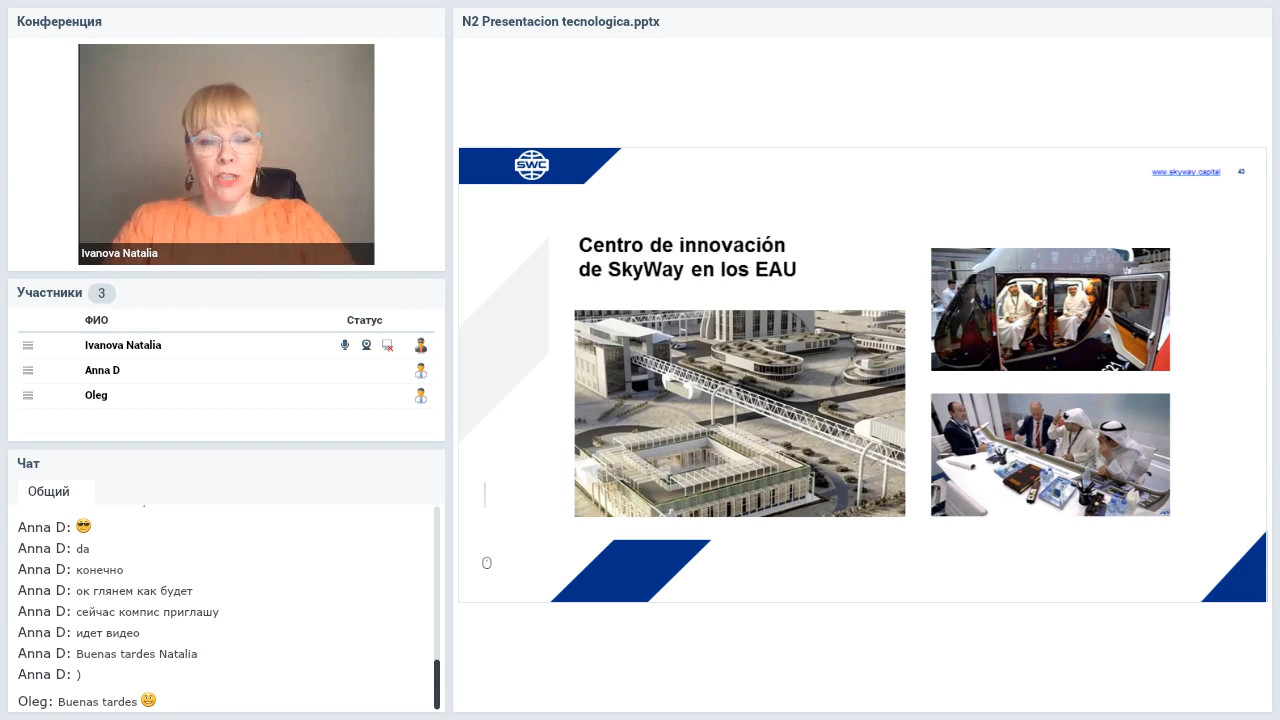 Конференция
Ivanova Natalia
Участники 3
ФИО Статус
Ivanova Natalia
Anna D
Oleg
Чат
Общий
Anna D:
Anna D: da
Anna D: конечно
Anna D: ок глянем как будет
Anna D: сейчас компис приглашу
Anna D: идет видео
Anna D: Buenas tardes Natalia
Anna D: )
Oleg: Buenas tardes
N2 Presentacion tecnologica.pptx
SWC
www.skyway.capital 43
Centro de innovación
de SkyWay en los EAU